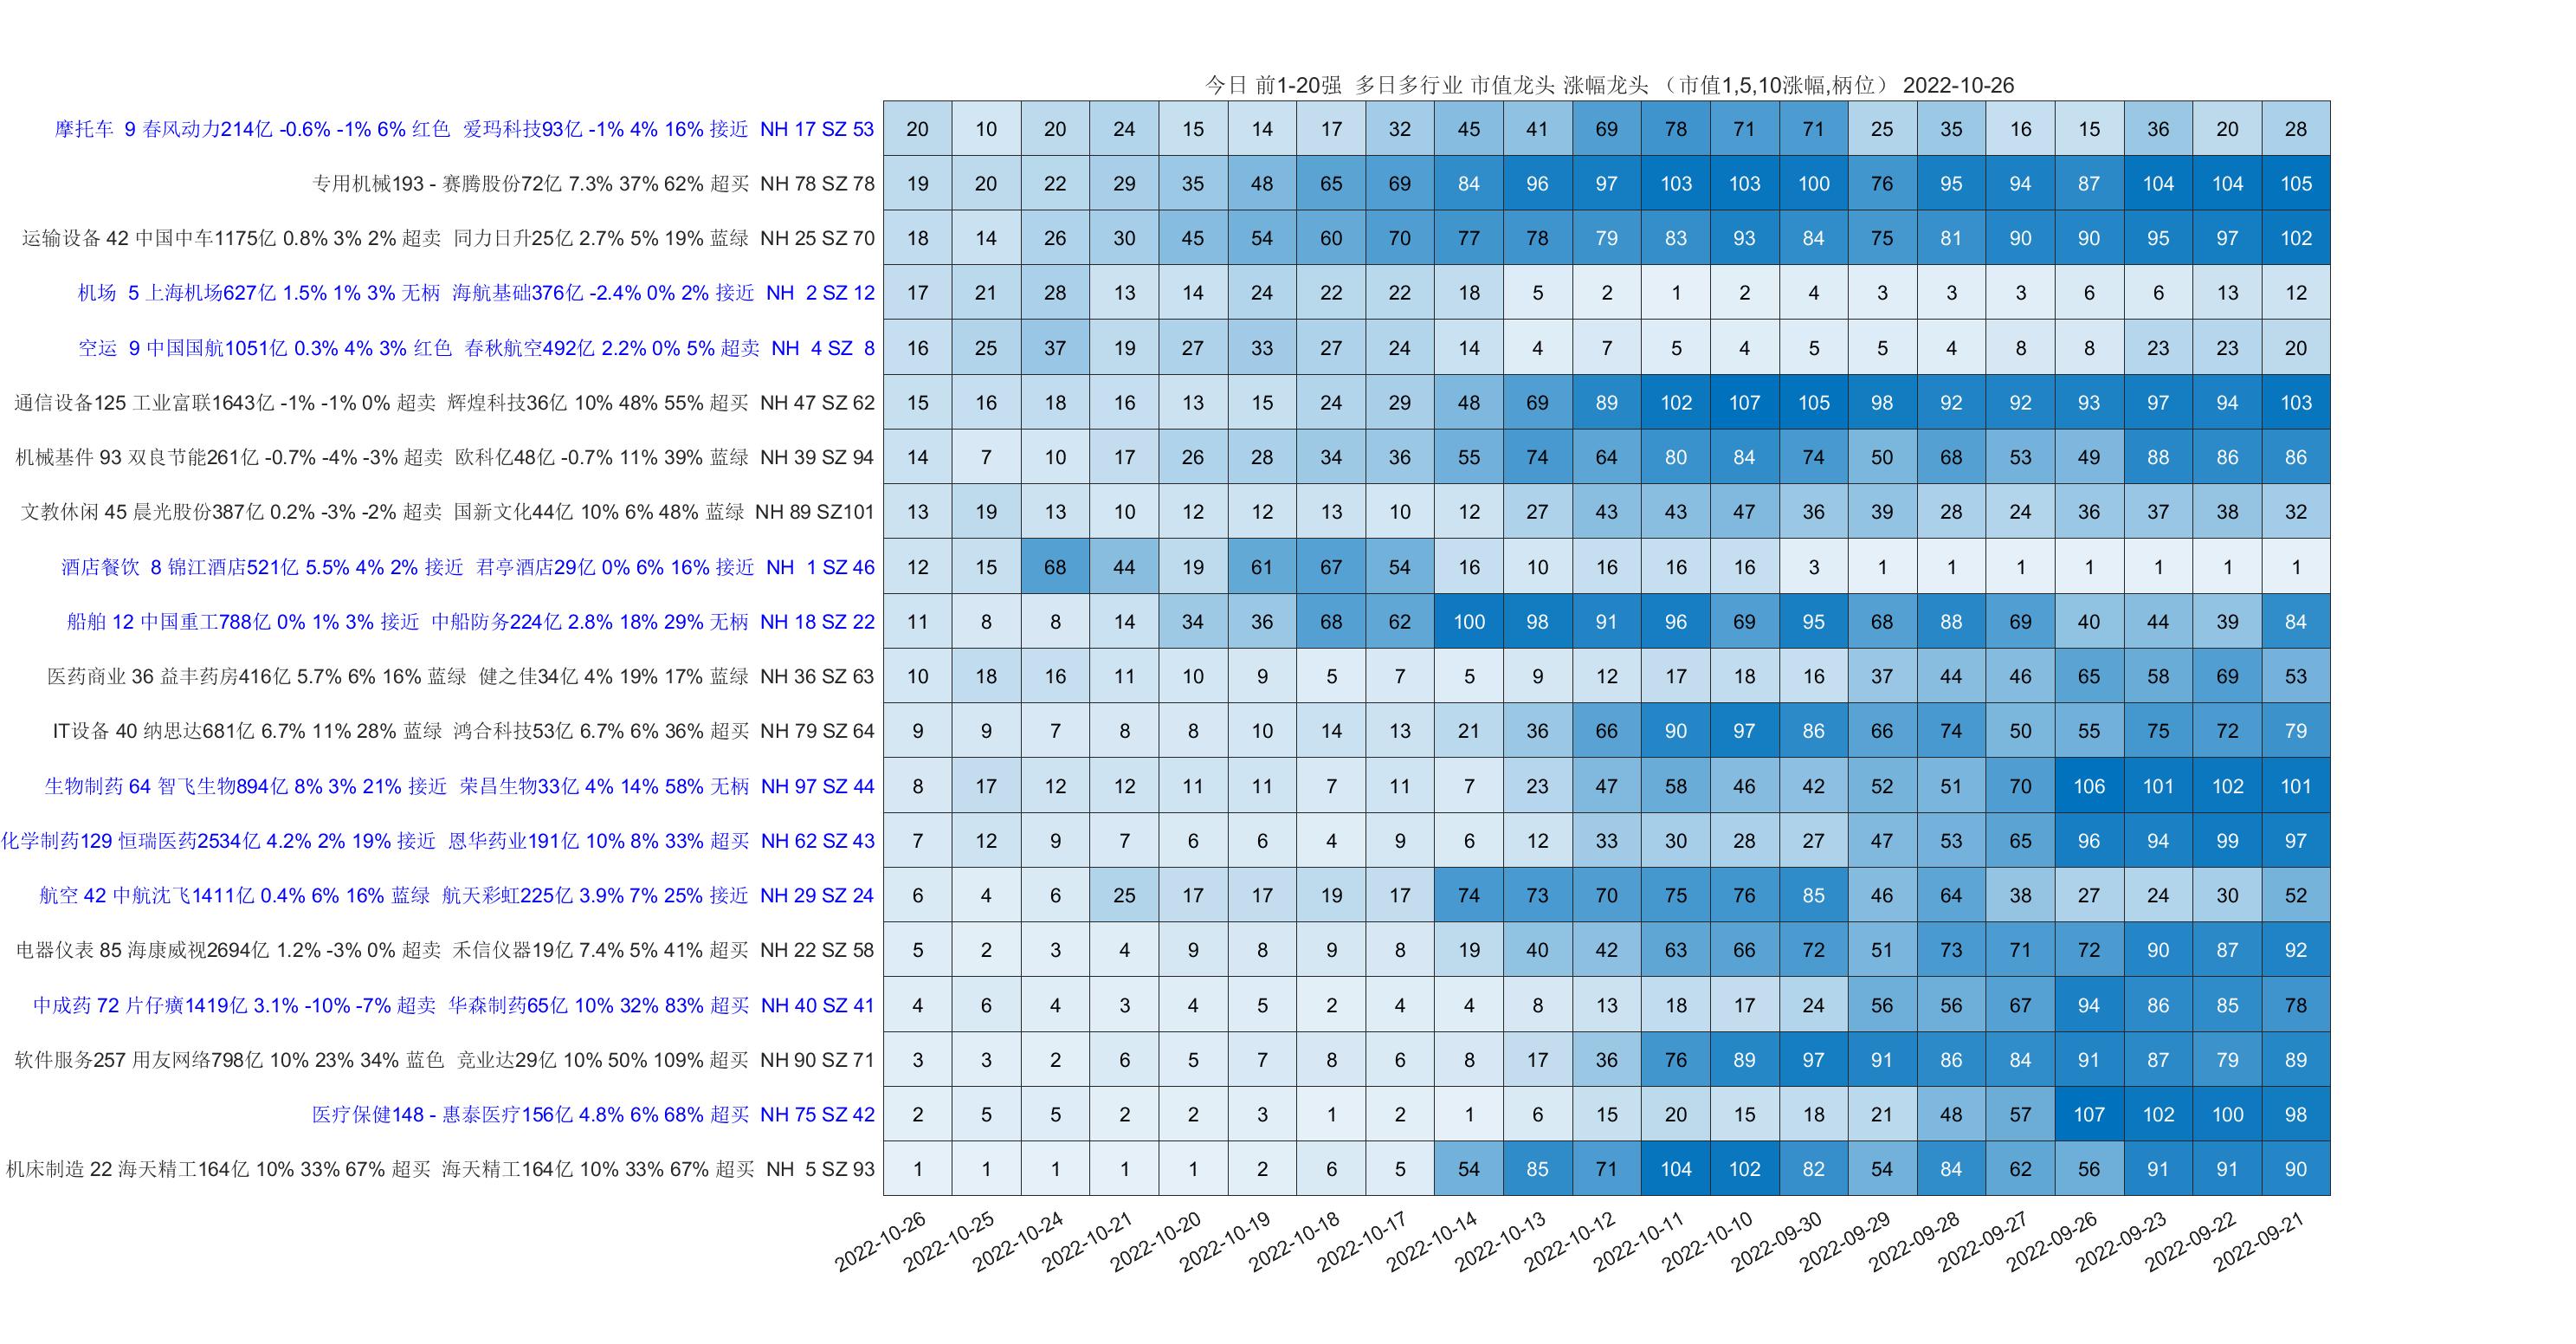 今日 前1-20强 多日多行业 市值龙头 涨幅龙头 （市值1,5,10涨幅,柄位） 2022-10-26
摩托车 9 春风动力214亿 -0.6% -1% 6% 红色 爱玛科技93亿 -1% 4% 16% 接近 NH 17 SZ 53 20 10 20 24 15 14 17 32 45 41 69 78 71 71 25 35 16 15 36 20 28
专用机械193 - 赛腾股份72亿 7.3% 37% 62% 超买 NH 78 SZ 78 19 20 22 29 35 48 65 69 84 96 97 103 103 100 76 95 94 87 104 104 105
运输设备 42 中国中车1175亿 0.8% 3% 2% 超卖 同力日升25亿 2.7% 5% 19% 蓝绿 NH 25 SZ 70 18 14 26 30 45 54 60 70 77 78 79 83 93 84 75 81 90 90 95 97 102
机场 5 上海机场627亿 1.5% 1% 3% 无柄 海航基础376亿 -2.4% 0% 2% 接近 NH 2 SZ 12 17 21 28 13 14 24 22 22 18 5 2 1 2 4 3 3 3 6 6 13 12
空运 9 中国国航1051亿 0.3% 4% 3% 红色 春秋航空492亿 2.2% 0% 5% 超卖 NH 4 SZ 8 16 25 37 19 27 33 27 24 14 4 7 5 4 5 5 4 8 8 23 23 20
通信设备125 工业富联1643亿 -1% -1% 0% 超卖 辉煌科技36亿 10% 48% 55% 超买 NH 47 SZ 62 15 16 18 16 13 15 24 29 48 69 89 102 107 105 98 92 92 93 97 94 103
机械基件 93 双良节能261亿 -0.7% -4% -3% 超卖 欧科亿48亿 -0.7% 11% 39% 蓝绿 NH 39 SZ 94 14 7 10 17 26 28 34 36 55 74 64 80 84 74 50 68 53 49 88 86 86
文教休闲 45 晨光股份387亿 0.2% -3% -2% 超卖 国新文化44亿 10% 6% 48% 蓝绿 NH 89 SZ101 13 19 13 10 12 12 13 10 12 27 43 43 47 36 39 28 24 36 37 38 32
酒店餐饮 8 锦江酒店521亿 5.5% 4% 2% 接近 君亭酒店29亿 0% 6% 16% 接近 NH 1 SZ 46 12 15 68 44 19 61 67 54 16 10 16 16 16 3 1 1 1 1 1 1 1
船舶 12 中国重工788亿 0% 1% 3% 接近 中船防务224亿 2.8% 18% 29% 无柄 NH 18 SZ 22 11 8 8 14 34 36 68 62 100 98 91 96 69 95 68 88 69 40 44 39 84
医药商业 36 益丰药房416亿 5.7% 6% 16% 蓝绿 健之佳34亿 4% 19% 17% 蓝绿 NH 36 SZ 63 10 18 16 11 10 9 5 7 5 9 12 17 18 16 37 44 46 65 58 69 53
IT设备 40 纳思达681亿 6.7% 11% 28% 蓝绿 鸿合科技53亿 6.7% 6% 36% 超买 NH 79 SZ 64 9 9 7 8 8 10 14 13 21 36 66 90 97 86 66 74 50 55 75 72 79
生物制药 64 智飞生物894亿 8% 3% 21% 接近 荣昌生物33亿 4% 14% 58% 无柄 NH 97 SZ 44 8 17 12 12 11 11 7 11 7 23 47 58 46 42 52 51 70 106 101 102 101
化学制药129 恒瑞医药2534亿 4.2% 2% 19% 接近 恩华药业191亿 10% 8% 33% 超买 NH 62 SZ 43 7 12 9 7 6 6 4 9 6 12 33 30 28 27 47 53 65 96 94 99 97
航空 42 中航沈飞1411亿 0.4% 6% 16% 蓝绿 航天彩虹225亿 3.9% 7% 25% 接近 NH 29 SZ 24 6 4 6 25 17 17 19 17 74 73 70 75 76 85 46 64 38 27 24 30 52
电器仪表 85 海康威视2694亿 1.2% -3% 0% 超卖 禾信仪器19亿 7.4% 5% 41% 超买 NH 22 SZ 58 5 2 3 4 9 8 9 8 19 40 42 63 66 72 51 73 71 72 90 87 92
中成药 72 片仔癀1419亿 3.1% -10% -7% 超卖 华森制药65亿 10% 32% 83% 超买 NH 40 SZ 41 4 6 4 3 4 5 2 4 4 8 13 18 17 24 56 56 67 94 86 85 78
软件服务257 用友网络798亿 10% 23% 34% 蓝色 竞业达29亿 10% 50% 109% 超买 NH 90 SZ 71 3 3 2 6 5 7 8 6 8 17 36 76 89 97 91 86 84 91 87 79 89
医疗保健148 - 惠泰医疗156亿 4.8% 6% 68% 超买 NH 75 SZ 42 2 5 5 2 2 3 1 2 1 6 15 20 15 18 21 48 57 107 102 100 98
机床制造 22 海天精工164亿 10% 33% 67% 超买 海天精工164亿 10% 33% 67% 超买 NH 5 SZ 93 1 1 1 1 1 2 6 5 54 85 71 104 102 82 54 84 62 56 91 91 90
2022-10-26 2022-10-25 2022-10-24 2022-10-21 2022-10-20 2022-10-19 2022-10-18 2022-10-17 2022-10-14 2022-10-13 2022-10-12 2022-10-11 2022-10-10 2022-09-30 2022-09-29 2022-09-28 2022-09-27 2022-09-26 2022-09-23 2022-09-22 2022-09-21